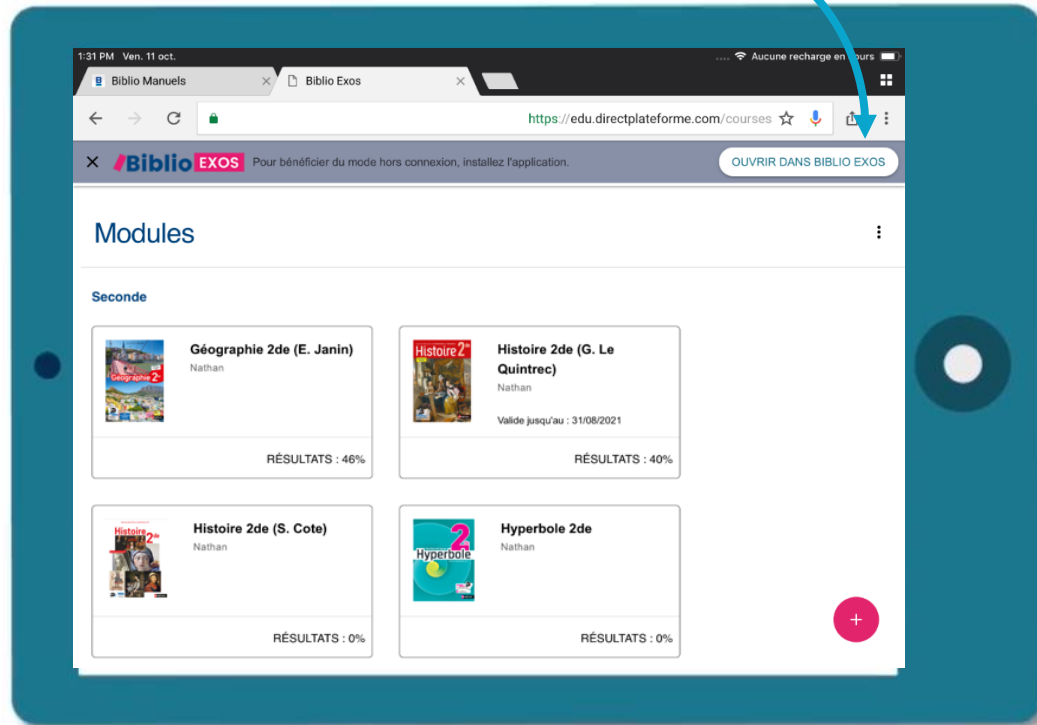 1:31 PM Ven. 11 oct.
Aucune recharge en cours
Biblio Manuels
Biblio Exos
https://edu.directplateforme.com/courses
Biblio EXOS Pour bénéficier du mode hors connexion, installez l'application.
OUVRIR DANS BIBLIO EXOS
Modules
Seconde
Géographie 2de
Géographie 2de (E. Janin)
Nathan
RÉSULTATS : 46%
Histoire 2de
Histoire 2de (G. Le
Quintrec)
Nathan
Valide jusqu'au : 31/08/2021
RÉSULTATS : 40%
Histoire 2de
Histoire 2de (S. Cote)
Nathan
RÉSULTATS : 0%
2de
Hyperbole
Hyperbole 2de
Nathan
RÉSULTATS : 0%